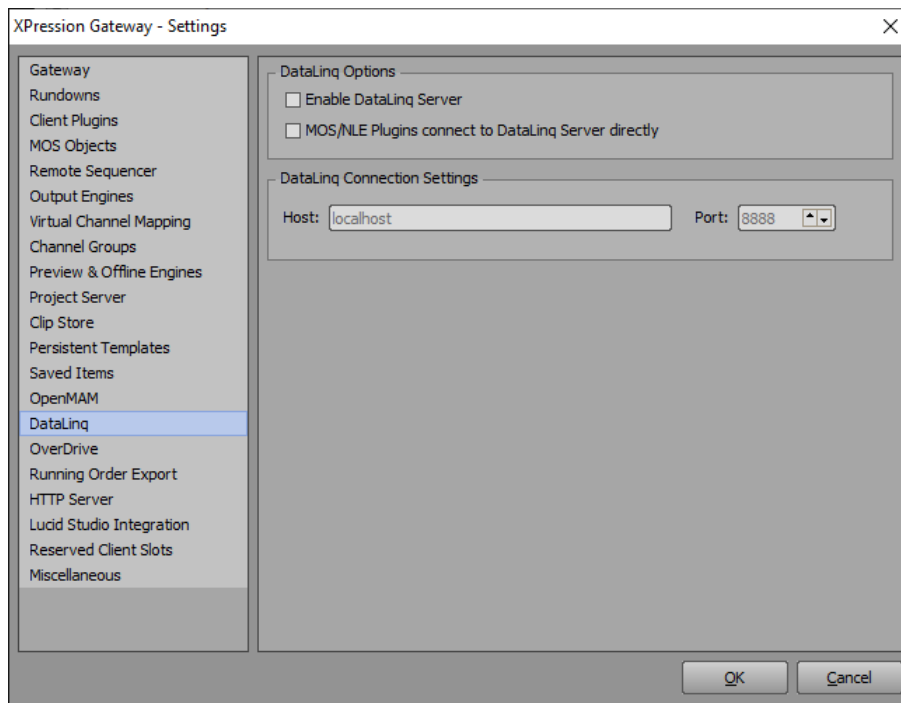 XPression Gateway - Settings
Gateway
Rundowns
Client Plugins
MOS Objects
Remote Sequencer
Output Engines
Virtual Channel Mapping
Channel Groups
Preview & Offline Engines
Project Server
Clip Store
Persistent Templates
Saved Items
OpenMAM
DataLinq
OverDrive
Running Order Export
HTTP Server
Lucid Studio Integration
Reserved Client Slots
Miscellaneous
DataLinq Options
Enable DataLinq Server
MOS/NLE Plugins connect to DataLinq Server directly
DataLinq Connection Settings
Host: localhost Port: 8888
OK Cancel